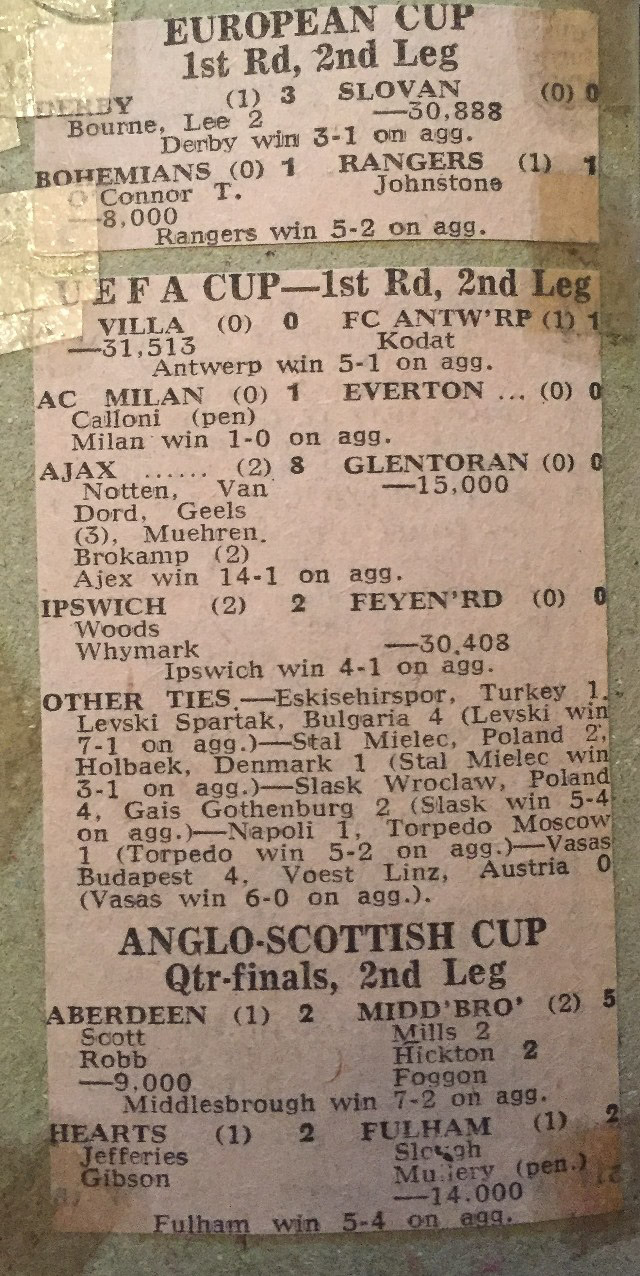 EUROPEAN CUP
1st Rd, 2nd Leg
DERBY (1) 3 SLOVAN (0) 0
Bourne, Lee 2 —30,888
Derby win 3-1 on agg.
BOHEMIANS (0) 1 RANGERS (1) 1
O'Connor T. Johnstone
—8,000
Rangers win 5-2 on agg.
UEFA CUP—1st Rd, 2nd Leg
VILLA (0) 0 FC ANTW'RP (1) 1
—31,513 Kodat
Antwerp win 5-1 on agg.
AC MILAN (0) 1 EVERTON ... (0) 0
Calloni (pen)
Milan win 1-0 on agg.
AJAX ...... (2) 8 GLENTORAN (0) 0
Notten, Van —15,000
Dord, Geels
(3), Muehren.
Brokamp (2)
Ajex win 14-1 on agg.
IPSWICH (2) 2 FEYEN'RD (0) 0
Woods
Whymark —30,408
Ipswich win 4-1 on agg.
OTHER TIES.—Eskisehirspor, Turkey 1.
Levski Spartak, Bulgaria 4 (Levski win
7-1 on agg.)—Stal Mielec, Poland 2,
Holbaek, Denmark 1 (Stal Mielec win
3-1 on agg.)—Slask Wroclaw, Poland
4, Gais Gothenburg 2 (Slask win 5-4
on agg.)—Napoli 1, Torpedo Moscow
1 (Torpedo win 5-2 on agg.)—Vasas
Budapest 4, Voest Linz, Austria 0
(Vasas win 6-0 on agg.).
ANGLO-SCOTTISH CUP
Qtr-finals, 2nd Leg
ABERDEEN (1) 2 MIDD'BRO' (2) 5
Scott Mills 2
Robb Hickton 2
—9,000 Foggon
Middlesbrough win 7-2 on agg.
HEARTS (1) 2 FULHAM (1) 2
Jefferies Slough
Gibson Mullery (pen.)
—14.000
Fulham win 5-4 on agg.